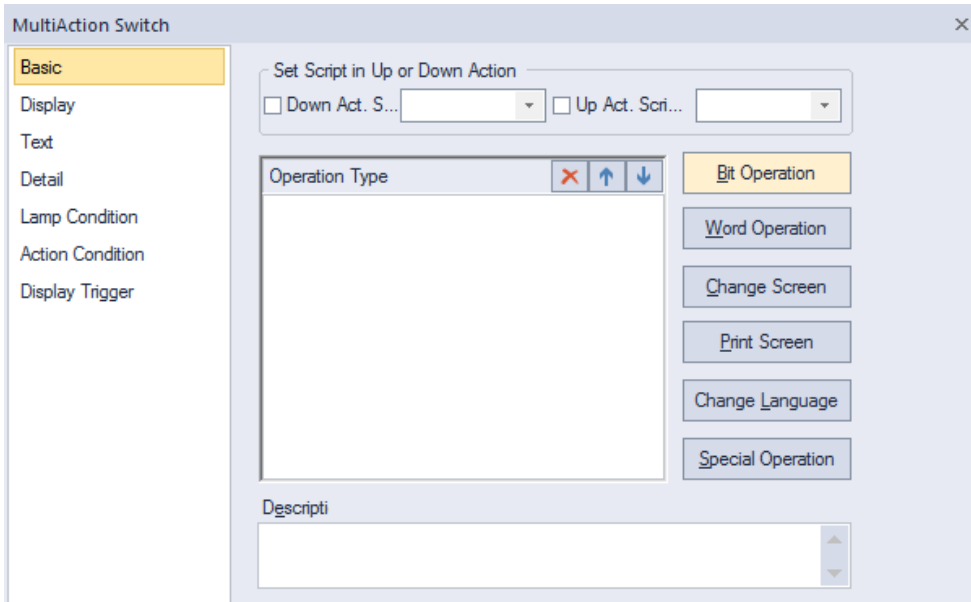 MultiAction Switch
Basic
Display
Text
Detail
Lamp Condition
Action Condition
Display Trigger
Set Script in Up or Down Action
Down Act. S...
Up Act. Scri...
Operation Type
Bit Operation
Word Operation
Change Screen
Print Screen
Change Language
Special Operation
Descripti